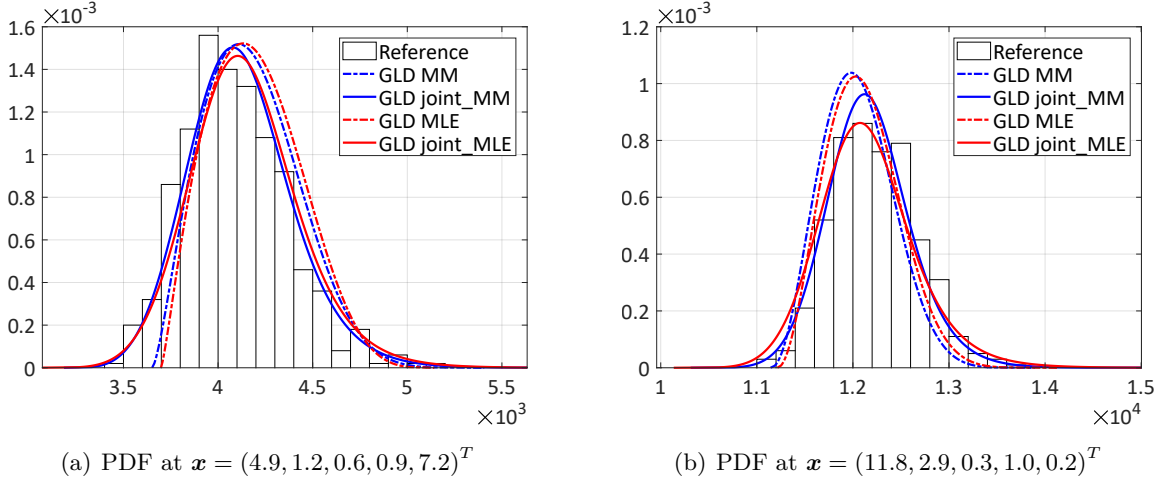 ×10⁻³
1.6
1.4
1.2
1
0.8
0.6
0.4
0.2
0
Reference
GLD MM
GLD joint_MM
GLD MLE
GLD joint_MLE
3.5 4 4.5 5 5.5
×10³
(a) PDF at x = (4.9, 1.2, 0.6, 0.9, 7.2)ᵀ
×10⁻³
1.2
1
0.8
0.6
0.4
0.2
0
Reference
GLD MM
GLD joint_MM
GLD MLE
GLD joint_MLE
1 1.1 1.2 1.3 1.4 1.5
×10⁴
(b) PDF at x = (11.8, 2.9, 0.3, 1.0, 0.2)ᵀ